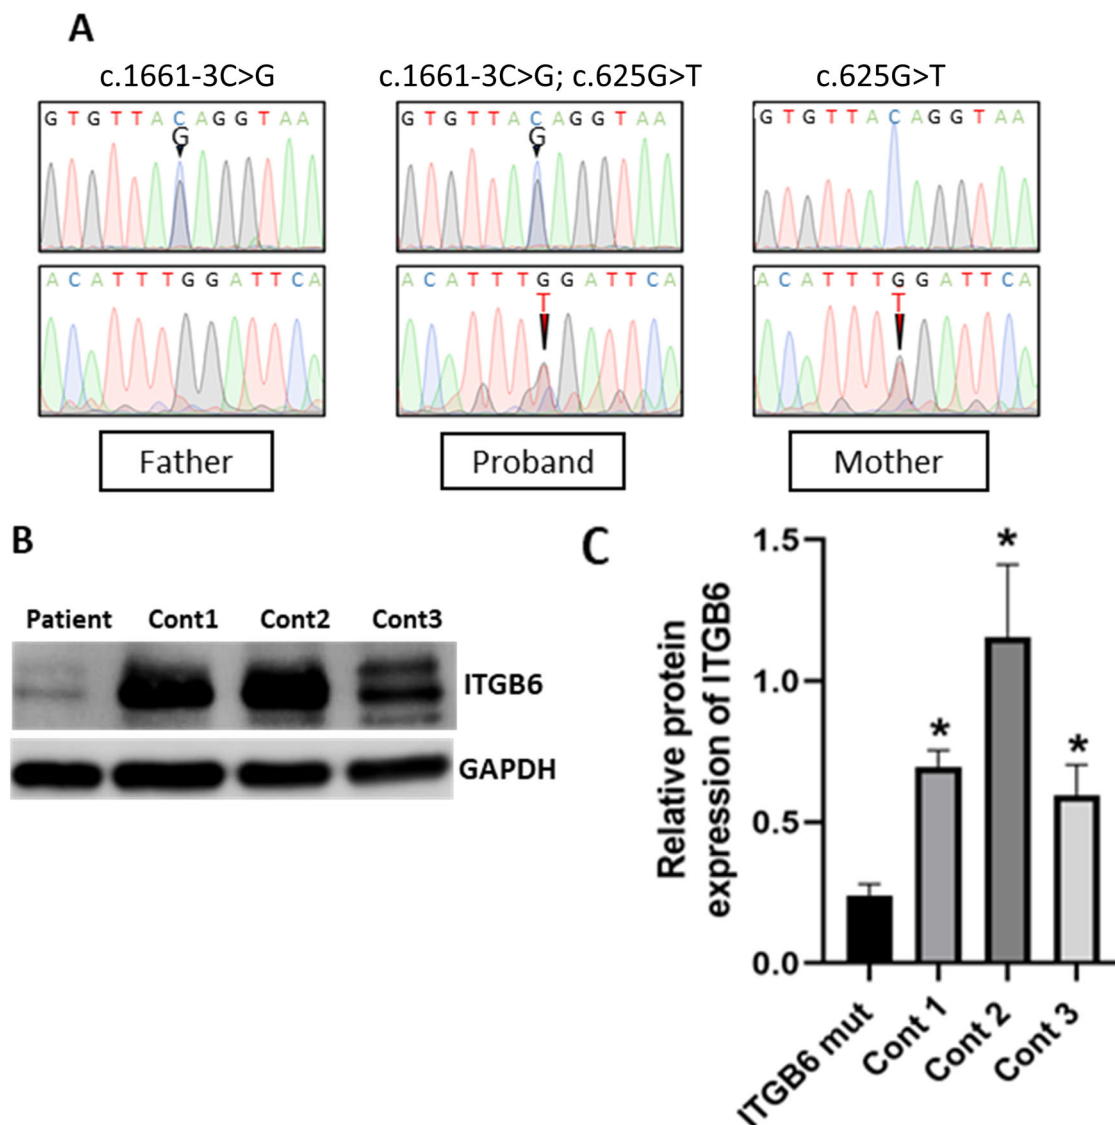 A
c.1661-3C>G
c.1661-3C>G; c.625G>T
c.625G>T
G T G T T A C A G G T A A
G
G T G T T A C A G G T A A
G
G T G T T A C A G G T A A
A C A T T T G G A T T C A
A C A T T T G G A T T C A
T
A C A T T T G G A T T C A
T
Father
Proband
Mother
B
Patient Cont1 Cont2 Cont3
ITGB6
GAPDH
C
Relative protein
expression of ITGB6
1.5
1.0
0.5
0.0
*
*
*
ITGB6 mut
Cont 1
Cont 2
Cont 3